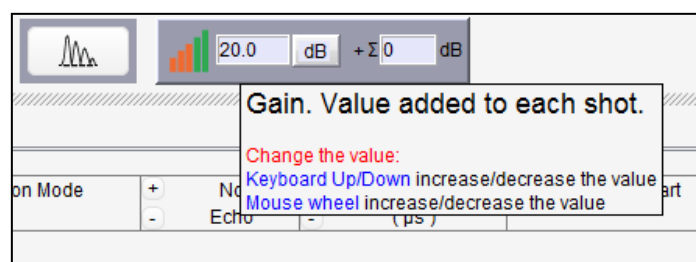 20.0 dB +Σ 0 dB
Gain. Value added to each shot.
Change the value:
Keyboard Up/Down increase/decrease the value
Mouse wheel increase/decrease the value
on Mode + No art
- Echo - ( µs )